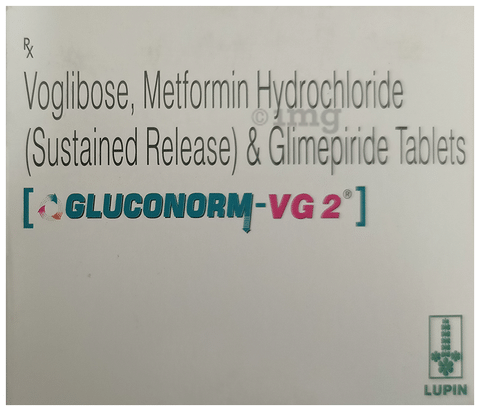 Rx
Voglibose, Metformin Hydrochloride
©1mg
(Sustained Release) & Glimepiride Tablets
[GLUCONORM-VG 2®]
LUPIN